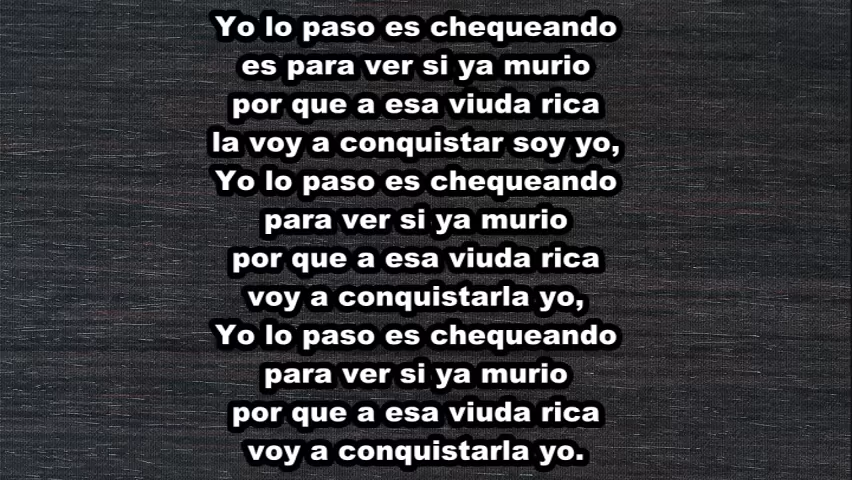 Yo lo paso es chequeando
es para ver si ya murio
por que a esa viuda rica
la voy a conquistar soy yo,
Yo lo paso es chequeando
para ver si ya murio
por que a esa viuda rica
voy a conquistarla yo,
Yo lo paso es chequeando
para ver si ya murio
por que a esa viuda rica
voy a conquistarla yo.